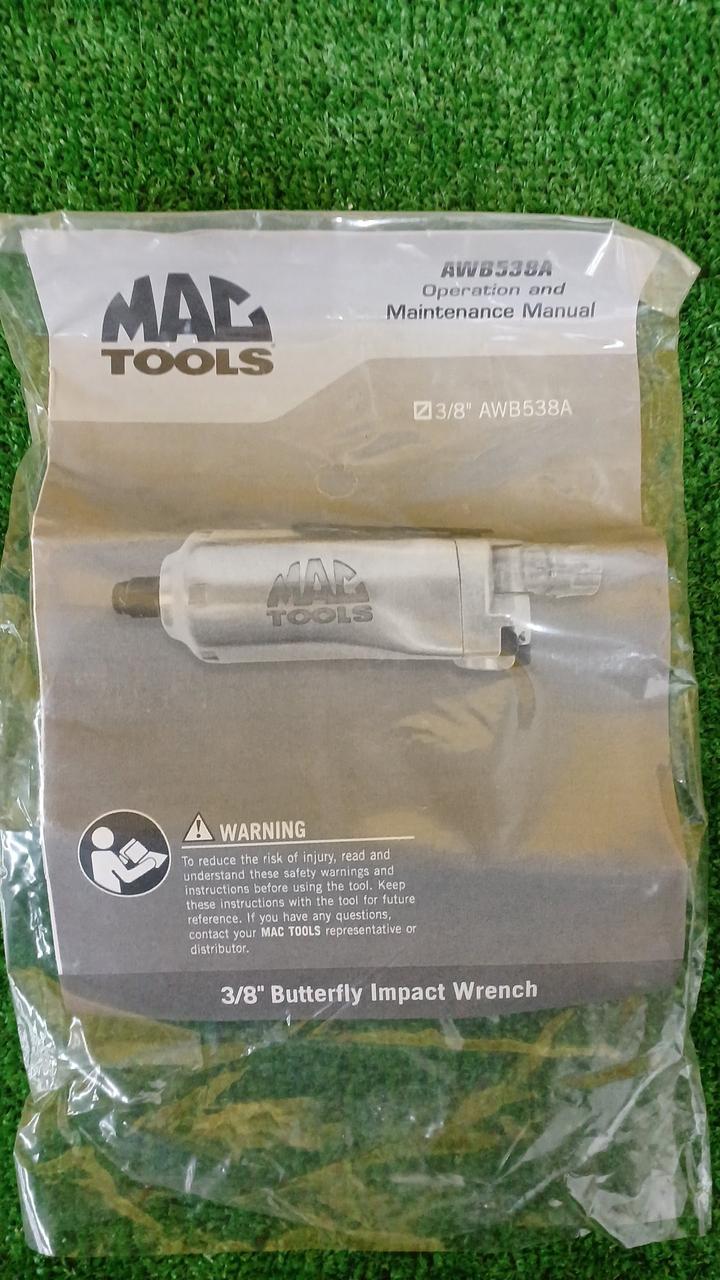 MAC
TOOLS
AWB538A
Operation and
Maintenance Manual
3/8" AWB538A
MAC
TOOLS
WARNING
To reduce the risk of injury, read and
understand these safety warnings and
instructions before using the tool. Keep
these instructions with the tool for future
reference. If you have any questions,
contact your MAC TOOLS representative or
distributor.
3/8" Butterfly Impact Wrench